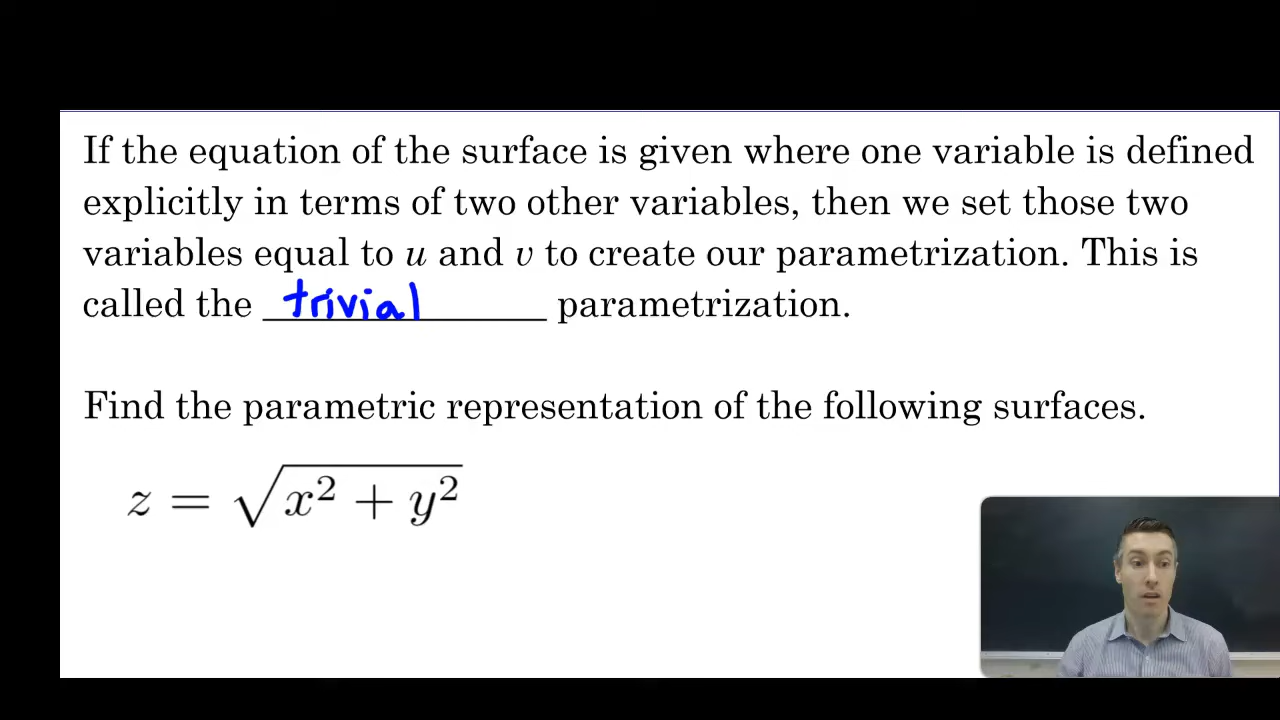 If the equation of the surface is given where one variable is defined
explicitly in terms of two other variables, then we set those two
variables equal to u and v to create our parametrization. This is
called the trivial parametrization.
Find the parametric representation of the following surfaces.
z = √(x² + y²)